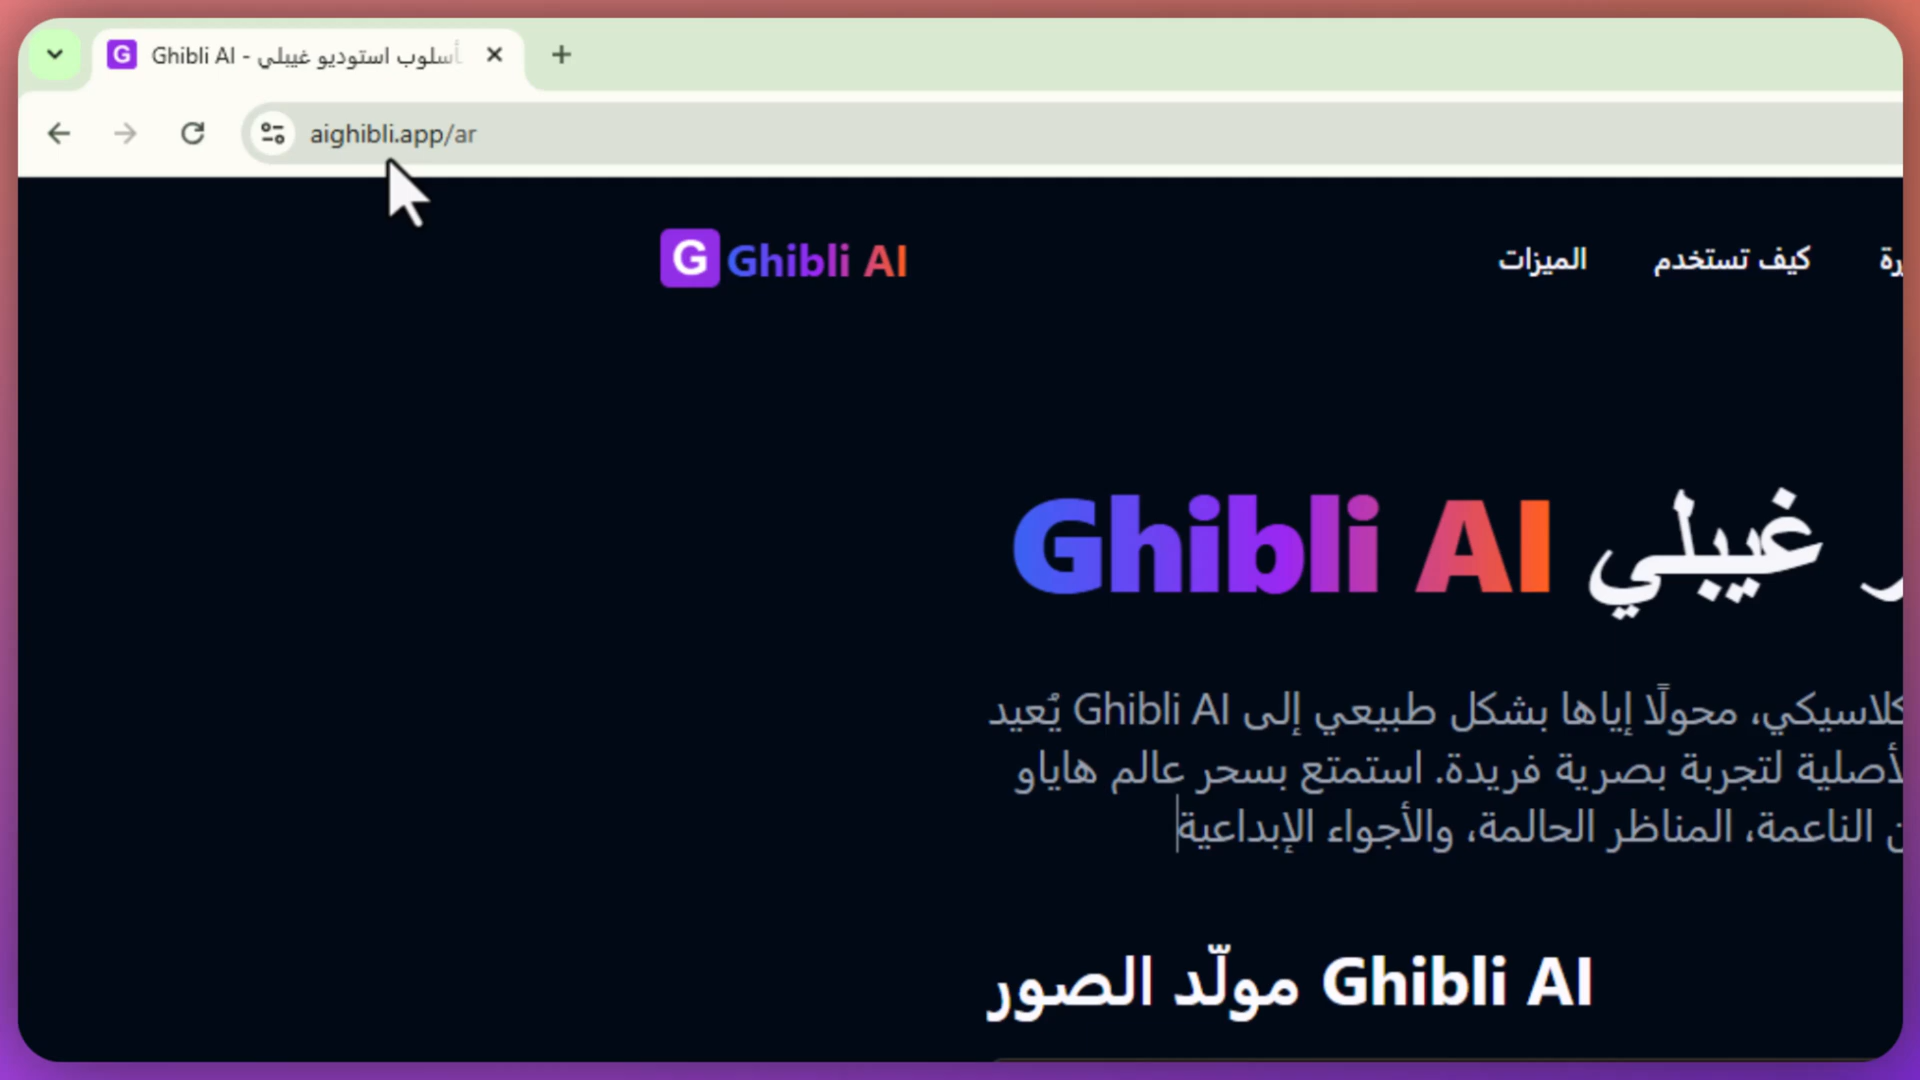 Ghibli AI - أسلوب استوديو غيبلي
aighibli.app/ar
Ghibli AI
الميزات
كيف تستخدم
غيبلي Ghibli AI
يُعيد Ghibli AI كلاسيكي، محولًا إياها بشكل طبيعي إلى
لتجربة بصرية فريدة. استمتع بسحر عالم هاياو
الناعمة، المناظر الحالمة، والأجواء الإبداعية
Ghibli AI مولّد الصور